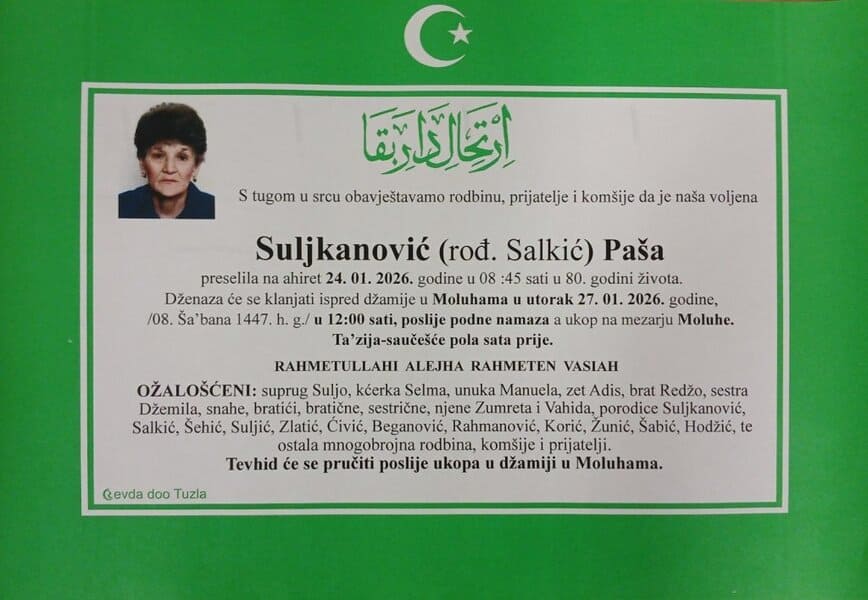 اِرْتِحَالِ دَارِ بَقَا
S tugom u srcu obavještavamo rodbinu, prijatelje i komšije da je naša voljena
Suljkanović (rođ. Salkić) Paša
preselila na ahiret 24. 01. 2026. godine u 08 :45 sati u 80. godini života.
Dženaza će se klanjati ispred džamije u Moluhama u utorak 27. 01. 2026. godine,
/08. Ša’bana 1447. h. g./ u 12:00 sati, poslije podne namaza a ukop na mezarju Moluhe.
Ta’zija-saučešće pola sata prije.
RAHMETULLAHI ALEJHA RAHMETEN VASIAH
OŽALOŠĆENI: suprug Suljo, kćerka Selma, unuka Manuela, zet Adis, brat Redžo, sestra
Džemila, snahe, bratići, bratične, sestrične, njene Zumreta i Vahida, porodice Suljkanović,
Salkić, Šehić, Suljić, Zlatić, Ćivić, Beganović, Rahmanović, Korić, Žunić, Šabić, Hodžić, te
ostala mnogobrojna rodbina, komšije i prijatelji.
Tevhid će se pručiti poslije ukopa u džamiji u Moluhama.
Sevda doo Tuzla